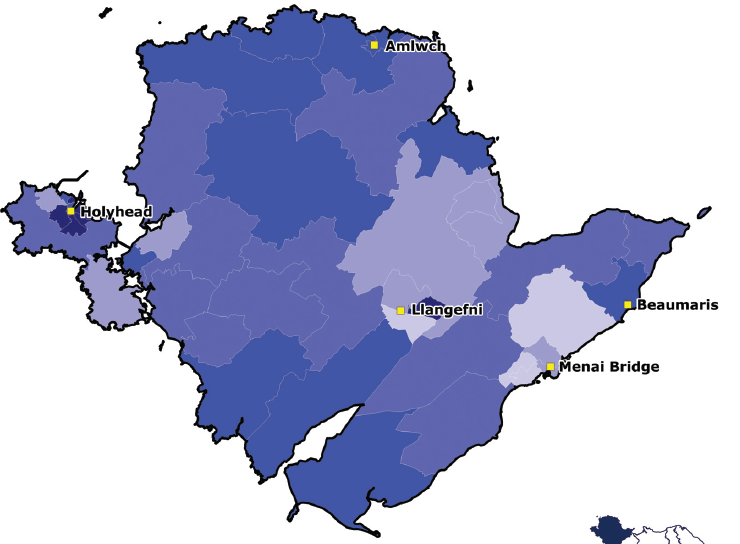 Amlwch
Holyhead
Llangefni
Beaumaris
Menai Bridge